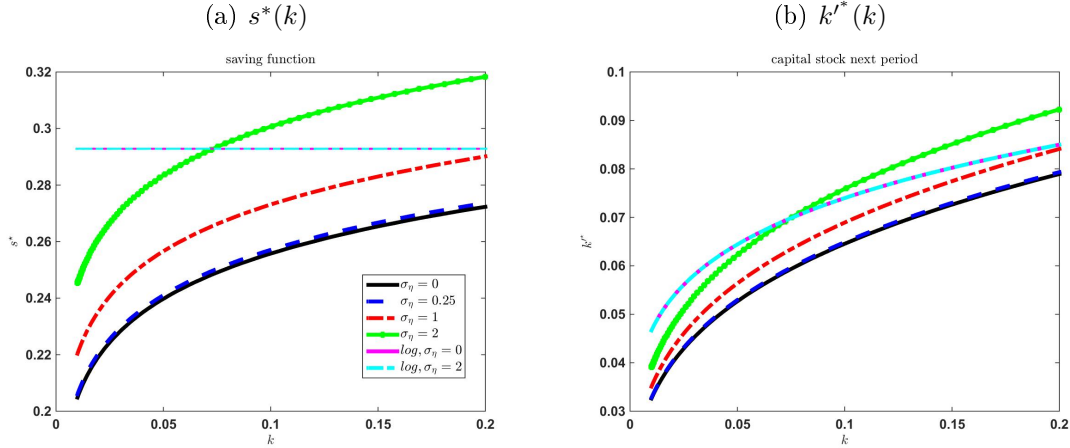 (a) s*(k)
saving function
0.32
0.3
0.28
0.26
0.24
0.22
0.2
s*
0.05
0.1
0.15
0.2
k
σ_η = 0
σ_η = 0.25
σ_η = 1
σ_η = 2
log, σ_η = 0
log, σ_η = 2
(b) k'*(k)
capital stock next period
0.1
0.09
0.08
0.07
0.06
0.05
0.04
0.03
k'*
0.05
0.1
0.15
0.2
k